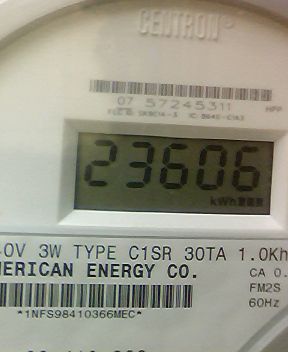 CENTRON®
07 57245311
HPP
23606
kWh
40V 3W TYPE C1SR 30TA 1.0Kh
MERICAN ENERGY CO.
CA 0.
FM2S
60Hz
*1NFS98410366MEC*